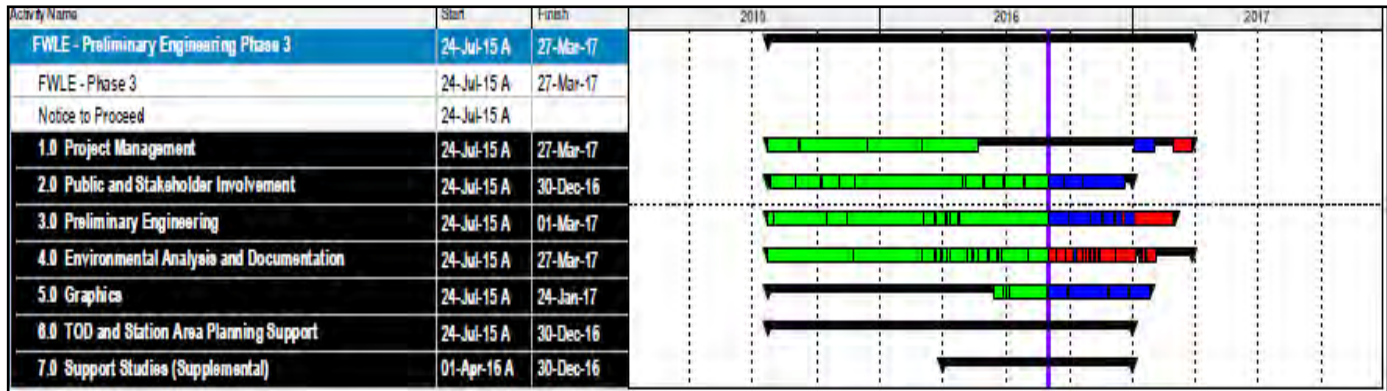 Activity Name Start Finish 2015 2016 2017
FWLE - Preliminary Engineering Phase 3 24-Jul-15 A 27-Mar-17
FWLE - Phase 3 24-Jul-15 A 27-Mar-17
Notice to Proceed 24-Jul-15 A
1.0 Project Management 24-Jul-15 A 27-Mar-17
2.0 Public and Stakeholder Involvement 24-Jul-15 A 30-Dec-16
3.0 Preliminary Engineering 24-Jul-15 A 01-Mar-17
4.0 Environmental Analysis and Documentation 24-Jul-15 A 27-Mar-17
5.0 Graphics 24-Jul-15 A 24-Jan-17
6.0 TOD and Station Area Planning Support 24-Jul-15 A 30-Dec-16
7.0 Support Studies (Supplemental) 01-Apr-16 A 30-Dec-16